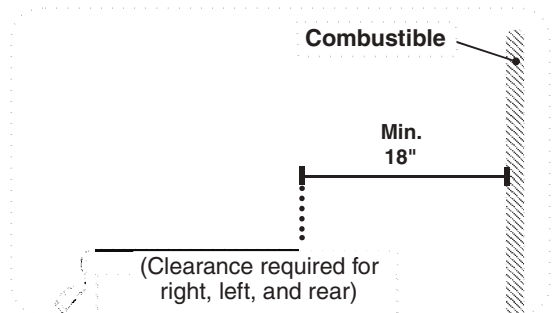 Combustible
Min.
18"
(Clearance required for
right, left, and rear)